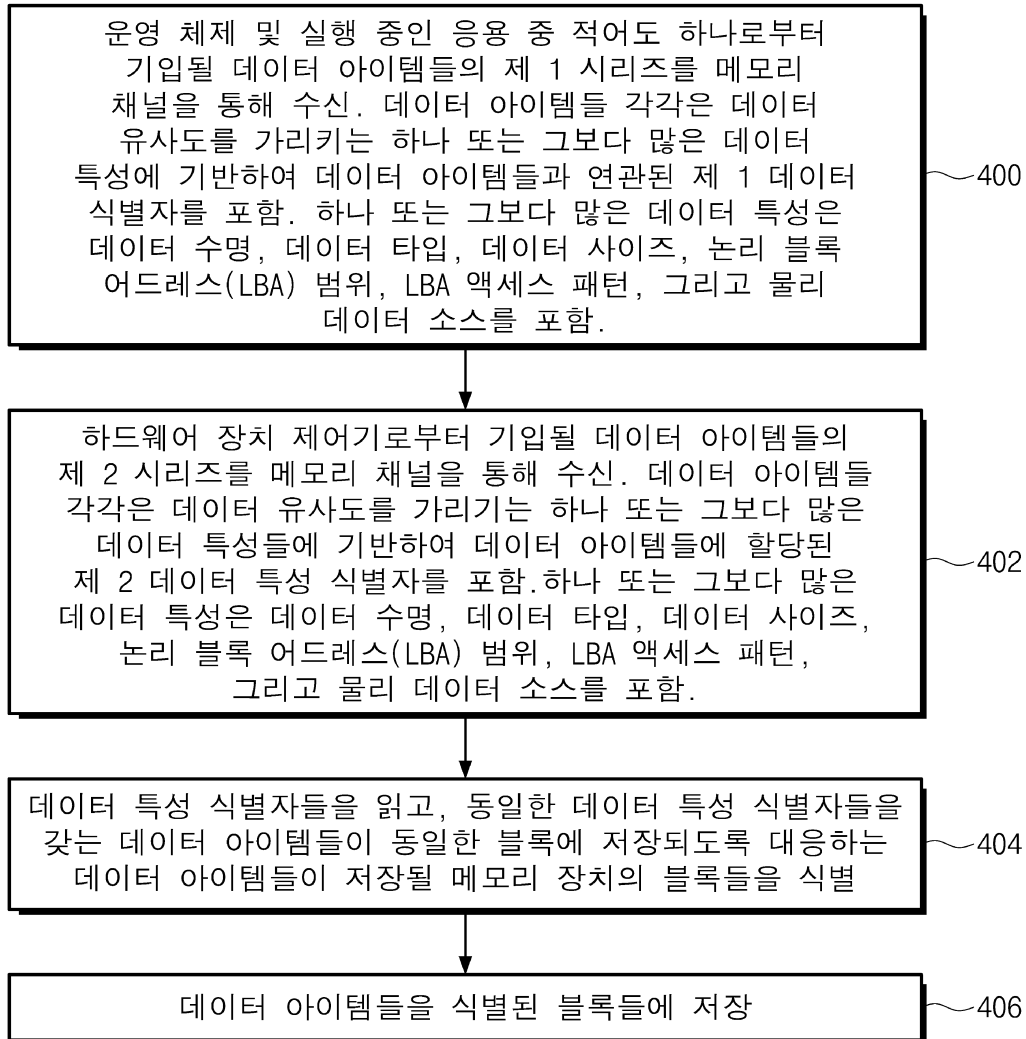 운영 체제 및 실행 중인 응용 중 적어도 하나로부터
기입될 데이터 아이템들의 제 1 시리즈를 메모리
채널을 통해 수신. 데이터 아이템들 각각은 데이터
유사도를 가리키는 하나 또는 그보다 많은 데이터
특성에 기반하여 데이터 아이템들과 연관된 제 1 데이터
식별자를 포함. 하나 또는 그보다 많은 데이터 특성은
데이터 수명, 데이터 타입, 데이터 사이즈, 논리 블록
어드레스(LBA) 범위, LBA 액세스 패턴, 그리고 물리
데이터 소스를 포함.
400
하드웨어 장치 제어기로부터 기입될 데이터 아이템들의
제 2 시리즈를 메모리 채널을 통해 수신. 데이터 아이템들
각각은 데이터 유사도를 가리기는 하나 또는 그보다 많은
데이터 특성들에 기반하여 데이터 아이템들에 할당된
제 2 데이터 특성 식별자를 포함.하나 또는 그보다 많은
데이터 특성은 데이터 수명, 데이터 타입, 데이터 사이즈,
논리 블록 어드레스(LBA) 범위, LBA 액세스 패턴,
그리고 물리 데이터 소스를 포함.
402
데이터 특성 식별자들을 읽고, 동일한 데이터 특성 식별자들을
갖는 데이터 아이템들이 동일한 블록에 저장되도록 대응하는
데이터 아이템들이 저장될 메모리 장치의 블록들을 식별
404
데이터 아이템들을 식별된 블록들에 저장
406